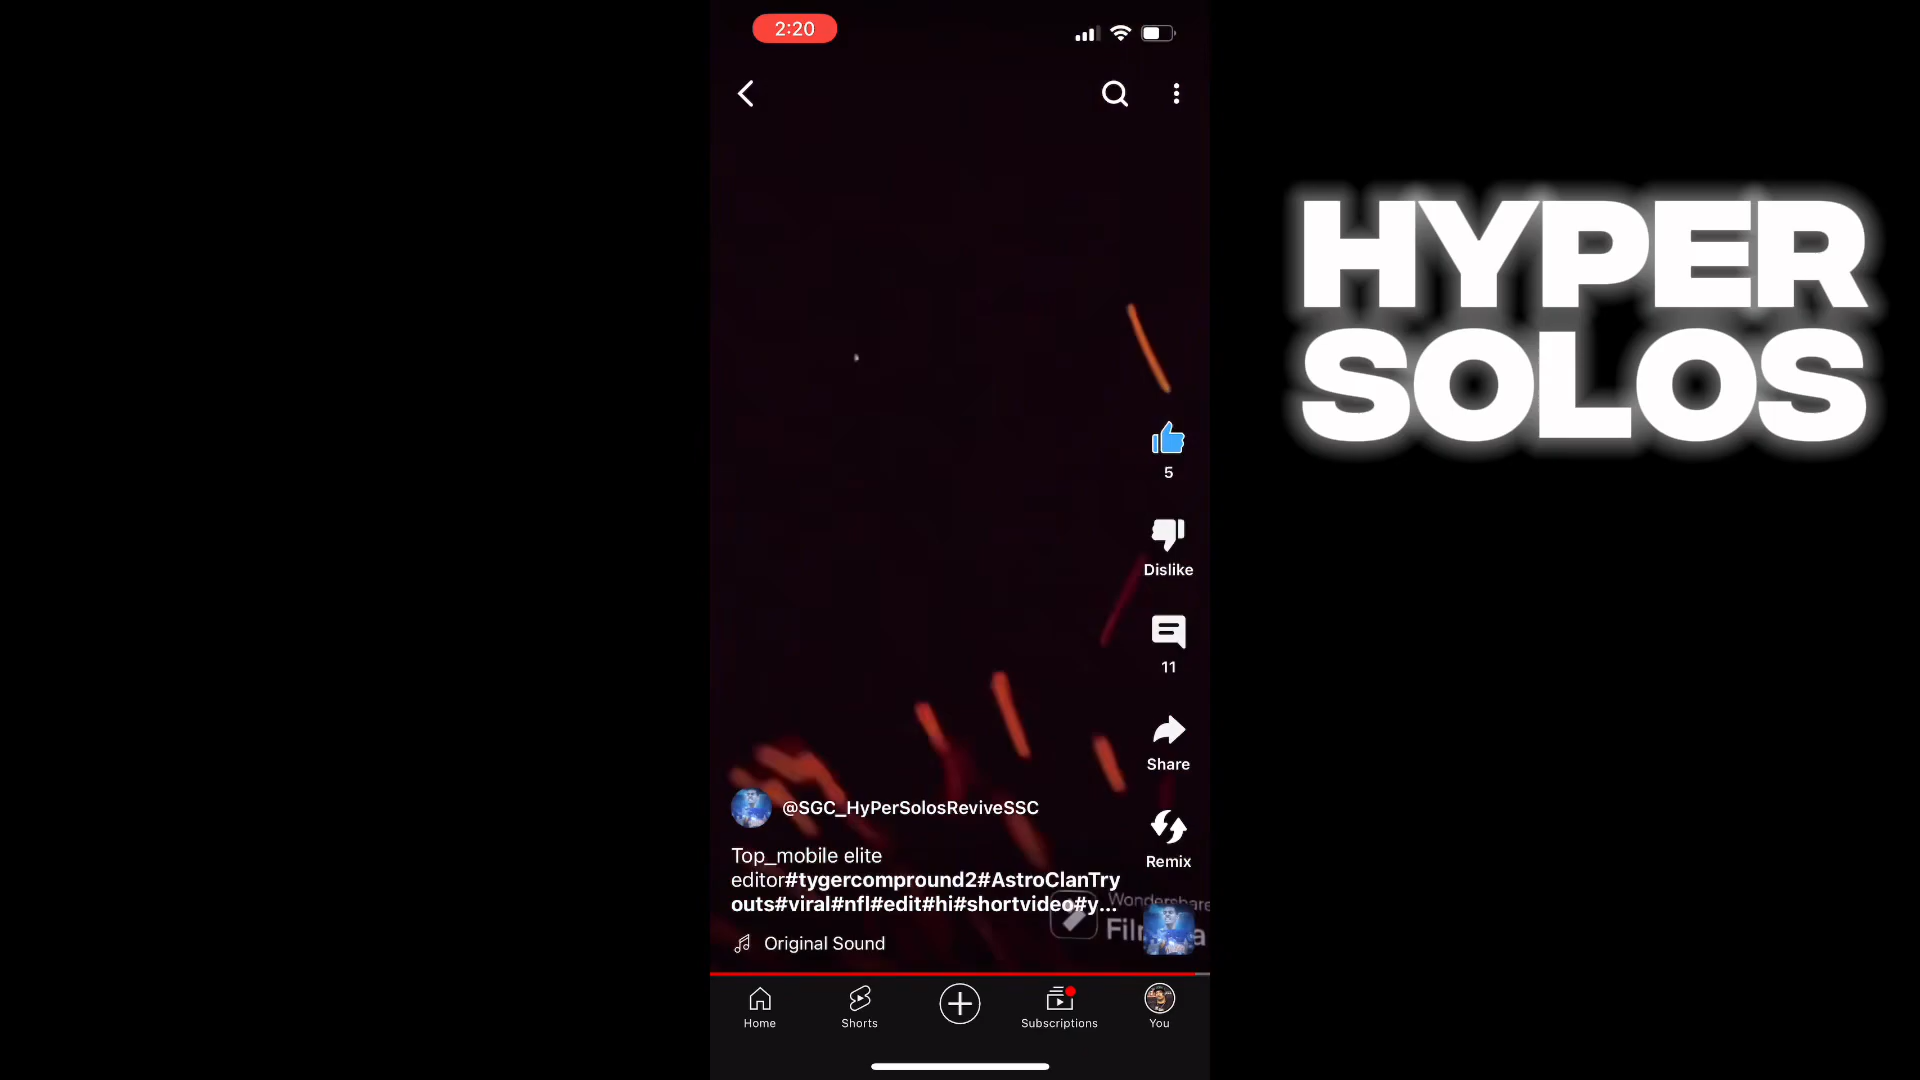 2:20
HYPER
SOLOS
5
Dislike
11
Share
@SGC_HyPerSolosReviveSSC
Remix
Top_mobile elite
editor#tygercompround2#AstroClanTry
outs#viral#nfl#edit#hi#shortvideo#y...
Wondershare
Original Sound
Home
Shorts
Subscriptions
You